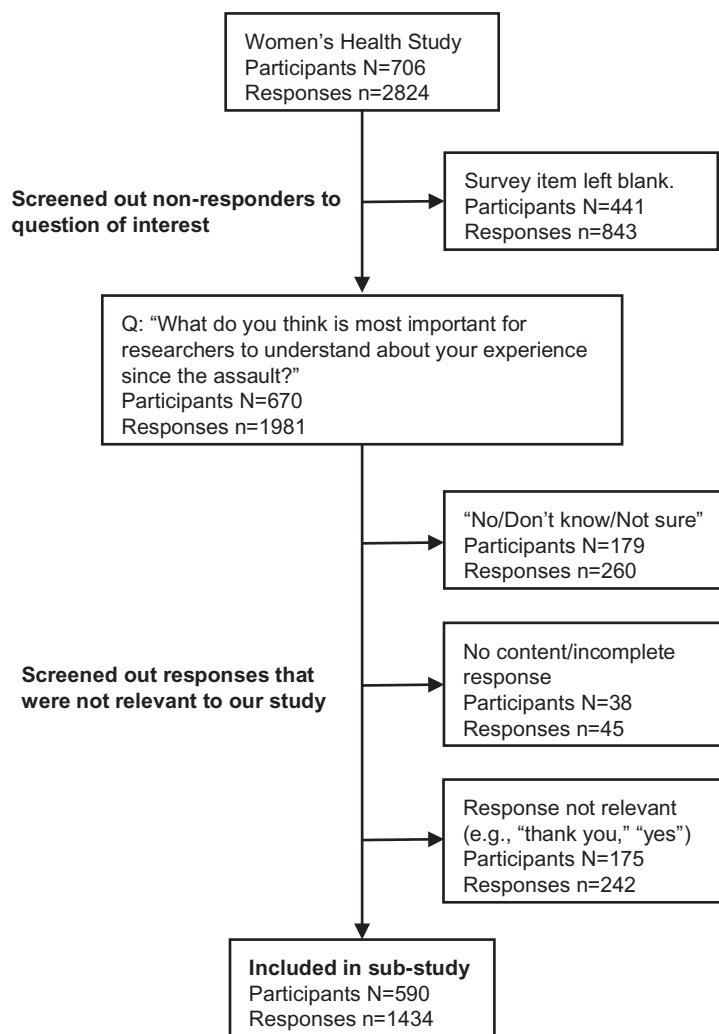 Women’s Health Study
Participants N=706
Responses n=2824
Screened out non-responders to
question of interest
Survey item left blank.
Participants N=441
Responses n=843
Q: “What do you think is most important for
researchers to understand about your experience
since the assault?”
Participants N=670
Responses n=1981
“No/Don’t know/Not sure”
Participants N=179
Responses n=260
Screened out responses that
were not relevant to our study
No content/incomplete
response
Participants N=38
Responses n=45
Response not relevant
(e.g., “thank you,” “yes”)
Participants N=175
Responses n=242
Included in sub-study
Participants N=590
Responses n=1434